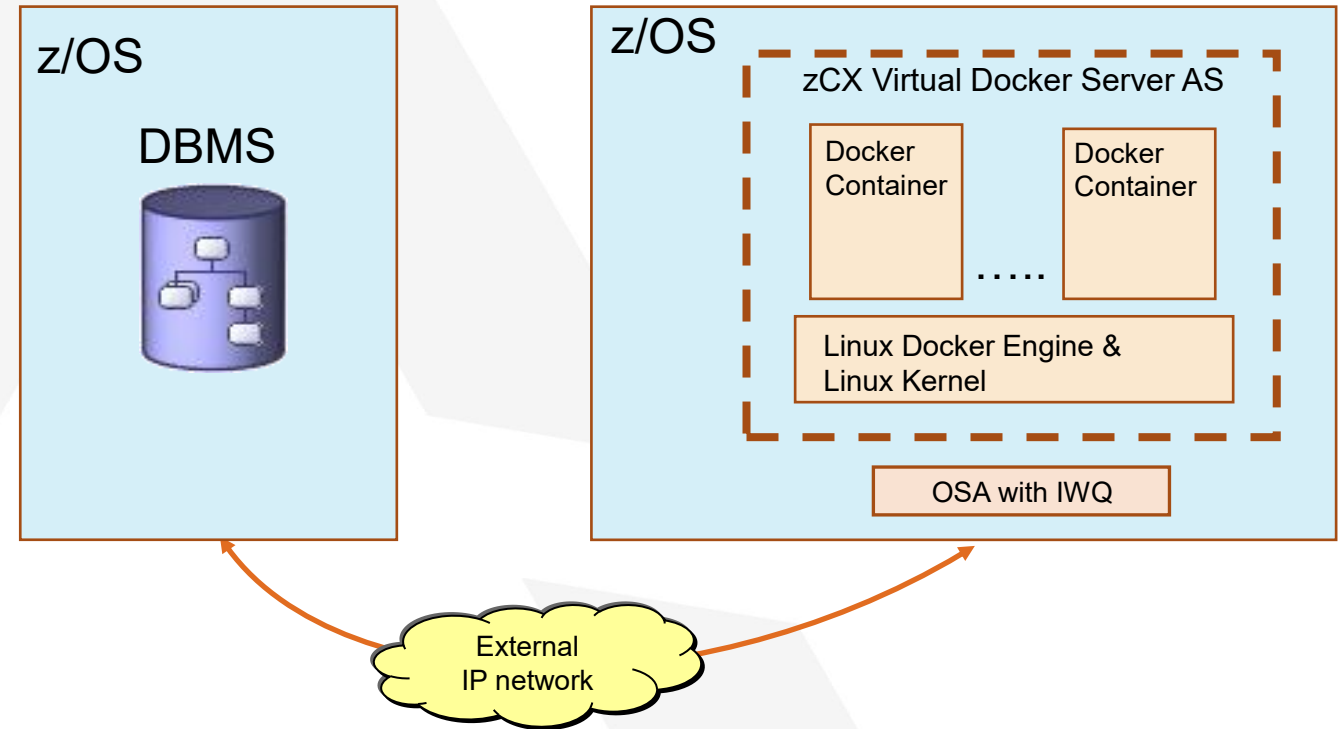 z/OS
DBMS
z/OS
zCX Virtual Docker Server AS
Docker
Container
.....
Docker
Container
Linux Docker Engine &
Linux Kernel
OSA with IWQ
External
IP network